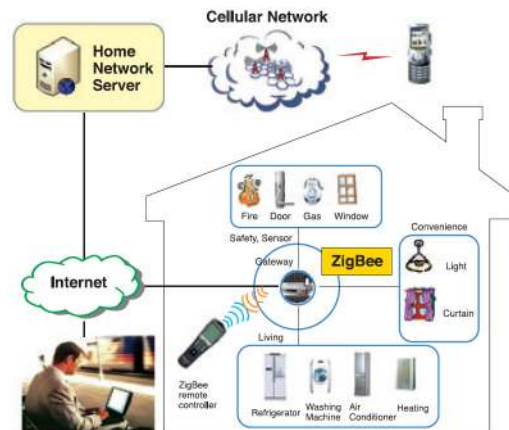 Cellular Network
Home
Network
Server
Fire Door Gas Window
Safety, Sensor
Convenience
Gateway
ZigBee
Light
Internet
Curtain
Living
ZigBee
remote
controller
Refrigerator Washing Machine Air Conditioner Heating